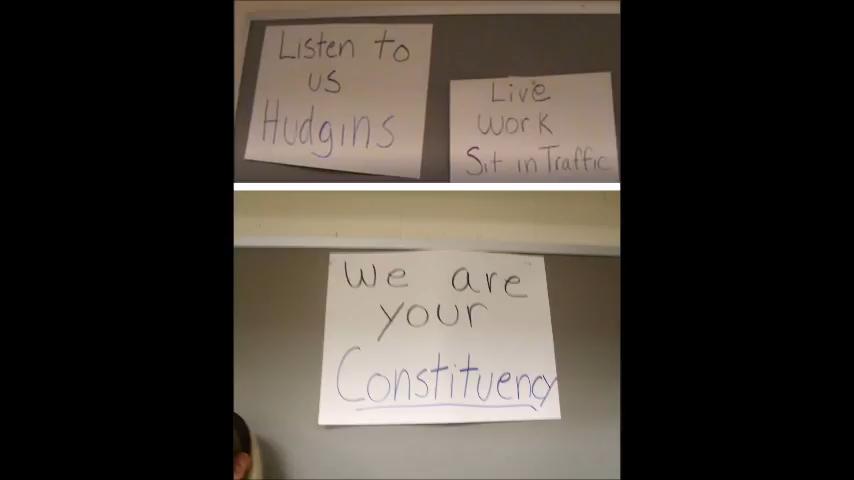 Listen to
us
Hudgins
Live
Work
Sit in Traffic
We are
your
Constituency